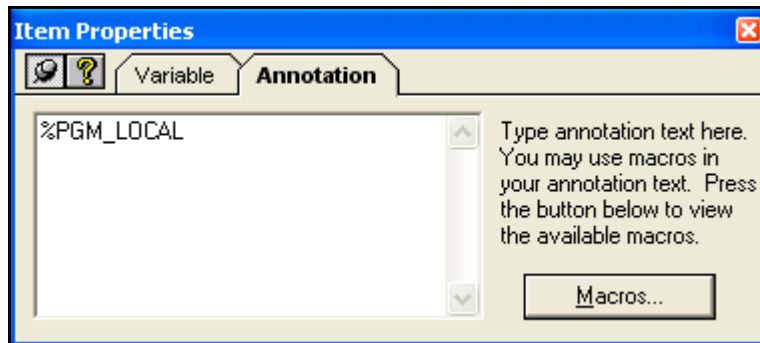 Item Properties
Variable
Annotation
%PGM_LOCAL
Type annotation text here.
You may use macros in
your annotation text. Press
the button below to view
the available macros.
Macros...